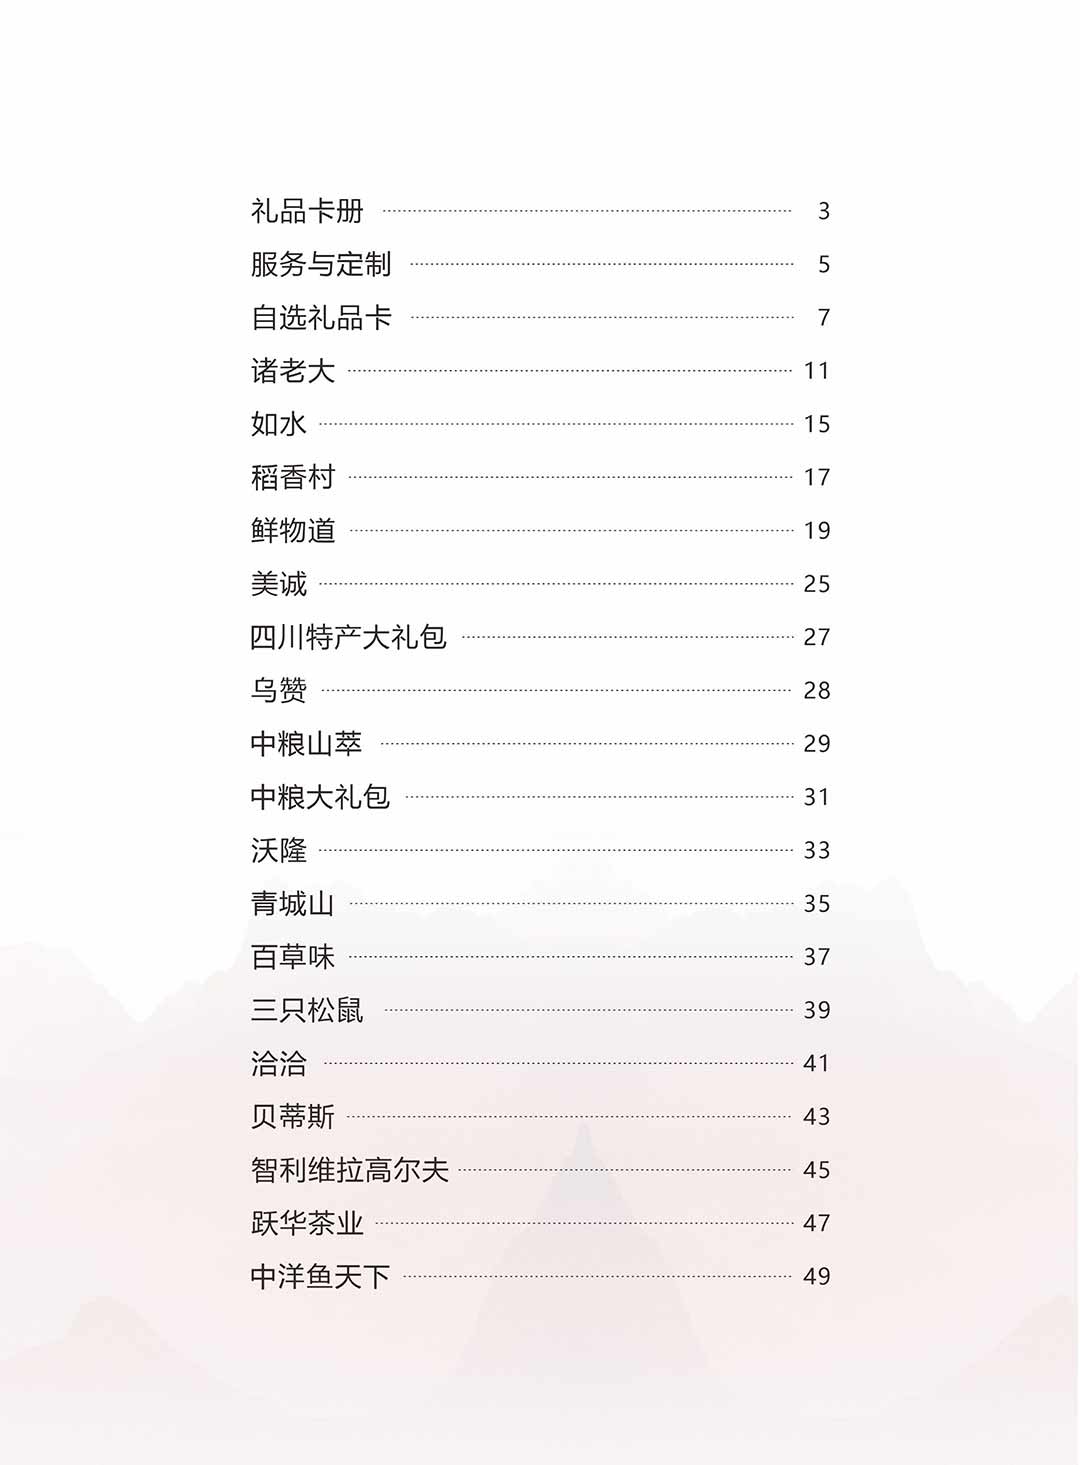 礼品卡册 3
服务与定制 5
自选礼品卡 7
诸老大 11
如水 15
稻香村 17
鲜物道 19
美诚 25
四川特产大礼包 27
乌赞 28
中粮山萃 29
中粮大礼包 31
沃隆 33
青城山 35
百草味 37
三只松鼠 39
洽洽 41
贝蒂斯 43
智利维拉高尔夫 45
跃华茶业 47
中洋鱼天下 49